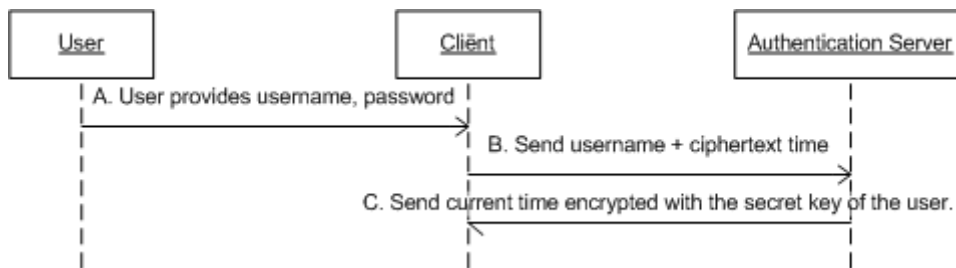 User
Cliënt
Authentication Server
A. User provides username, password
B. Send username + ciphertext time
C. Send current time encrypted with the secret key of the user.